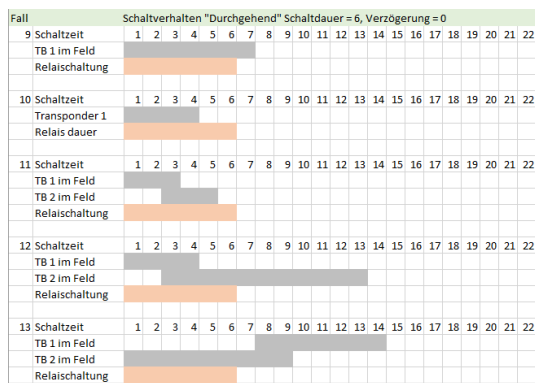 Fall Schaltverhalten "Durchgehend" Schaltdauer = 6, Verzögerung = 0
9 Schaltzeit 1 2 3 4 5 6 7 8 9 10 11 12 13 14 15 16 17 18 19 20 21 22
TB 1 im Feld
Relaischaltung
10 Schaltzeit 1 2 3 4 5 6 7 8 9 10 11 12 13 14 15 16 17 18 19 20 21 22
Transponder 1
Relais dauer
11 Schaltzeit 1 2 3 4 5 6 7 8 9 10 11 12 13 14 15 16 17 18 19 20 21 22
TB 1 im Feld
TB 2 im Feld
Relaischaltung
12 Schaltzeit 1 2 3 4 5 6 7 8 9 10 11 12 13 14 15 16 17 18 19 20 21 22
TB 1 im Feld
TB 2 im Feld
Relaischaltung
13 Schaltzeit 1 2 3 4 5 6 7 8 9 10 11 12 13 14 15 16 17 18 19 20 21 22
TB 1 im Feld
TB 2 im Feld
Relaischaltung